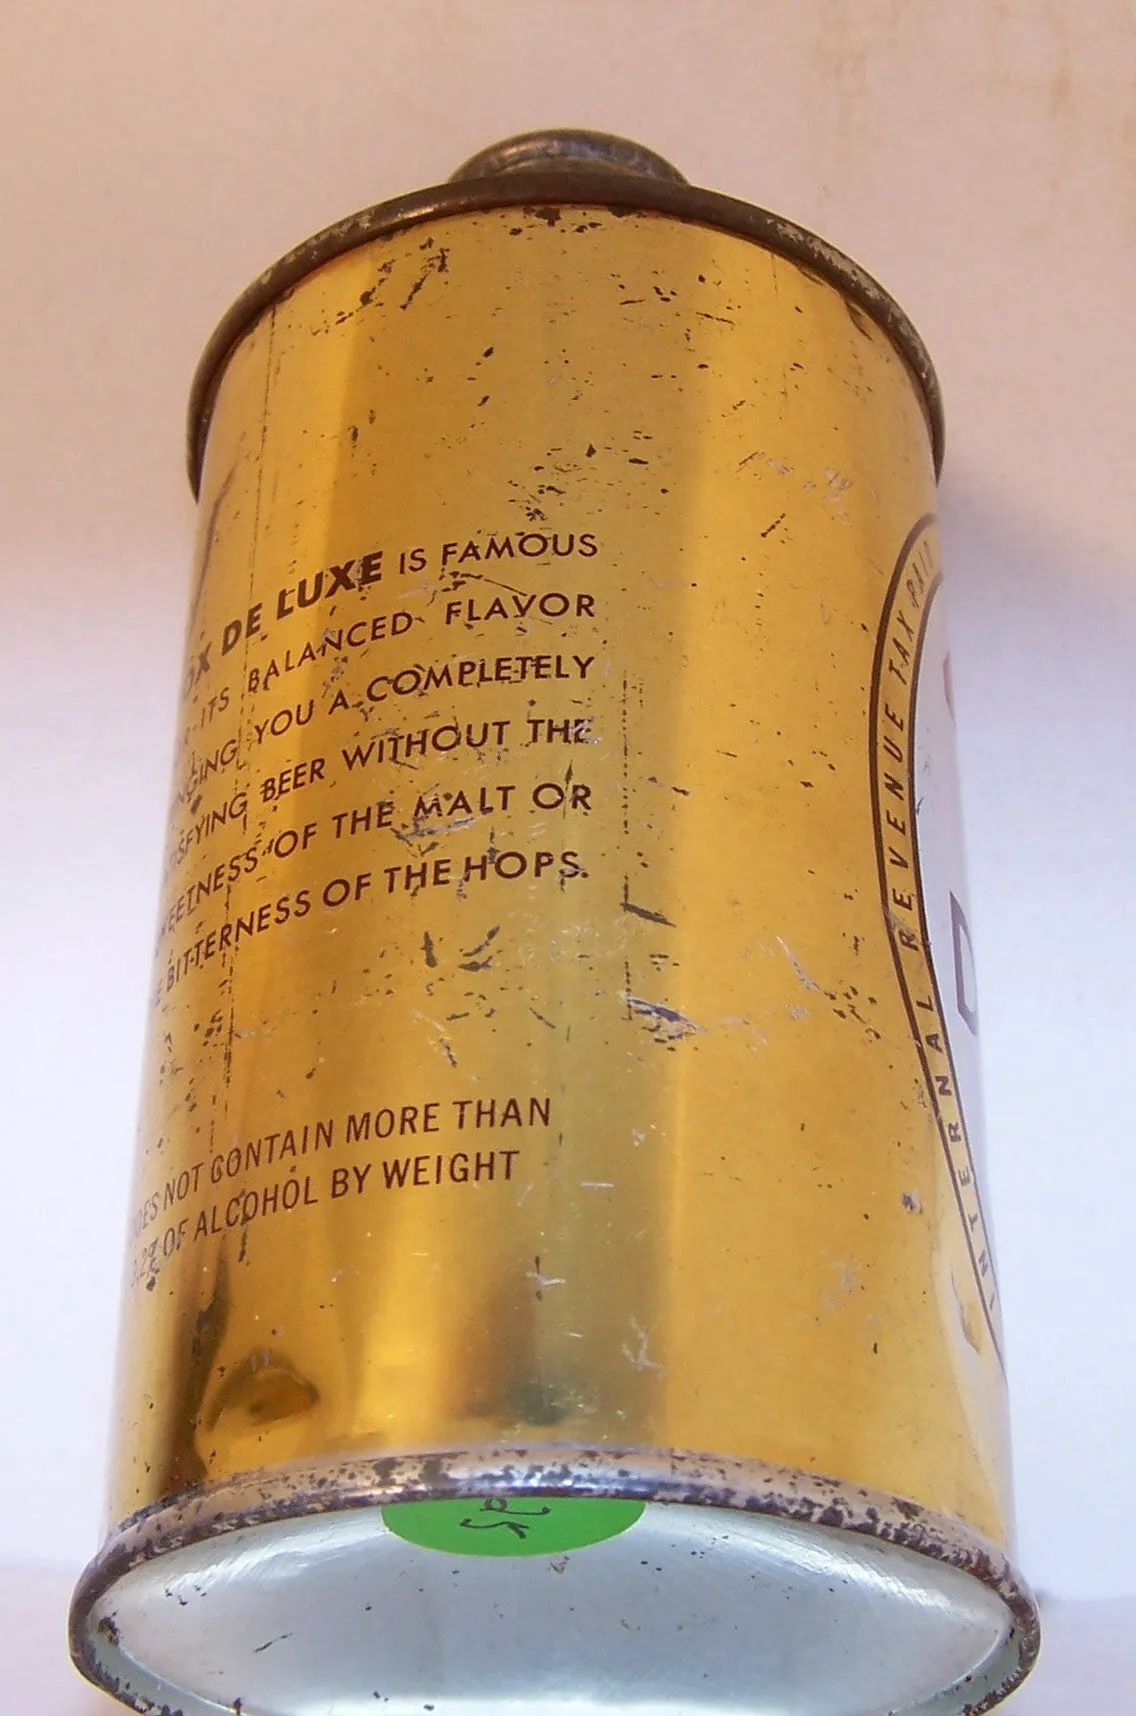 DE LUXE IS FAMOUS
ITS BALANCED FLAVOR
YOU A COMPLETELY
BEER WITHOUT THE
OF THE MALT OR
BITTERNESS OF THE HOPS.
NOT CONTAIN MORE THAN
OF ALCOHOL BY WEIGHT
INTERNAL REVENUE TAX PAID
D